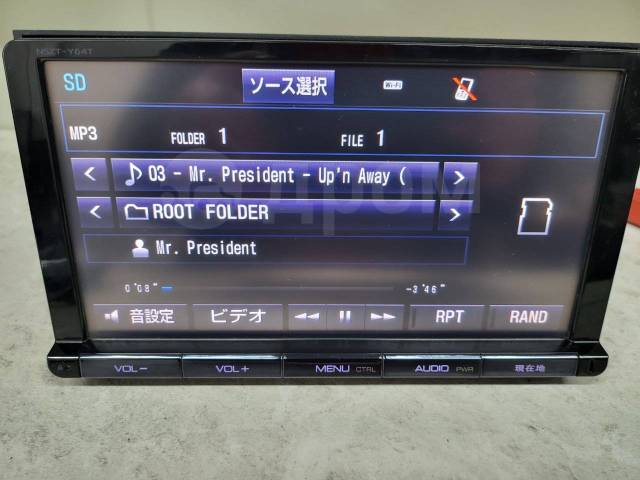 NSZT-Y64T
SD ソース選択 Wi-Fi
MP3 FOLDER 1 FILE 1
< 03 - Mr. President - Up'n Away ( >
< ROOT FOLDER >
Mr. President
0'08" -3'46"
音設定 ビデオ ◄◄ II ►► RPT RAND
VOL− VOL+ MENU CTRL AUDIO PWR 現在地
Дром